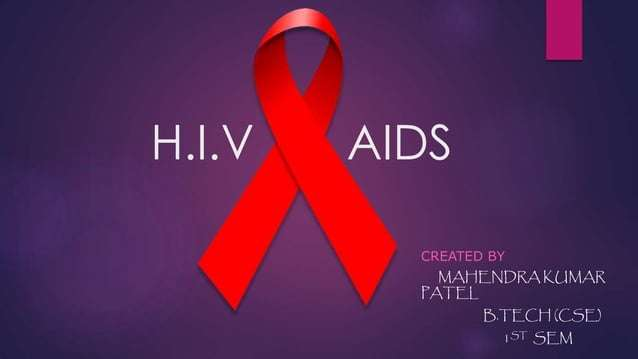 H.I.V AIDS
CREATED BY
MAHENDRA KUMAR
PATEL
B.TECH (CSE)
1ST SEM